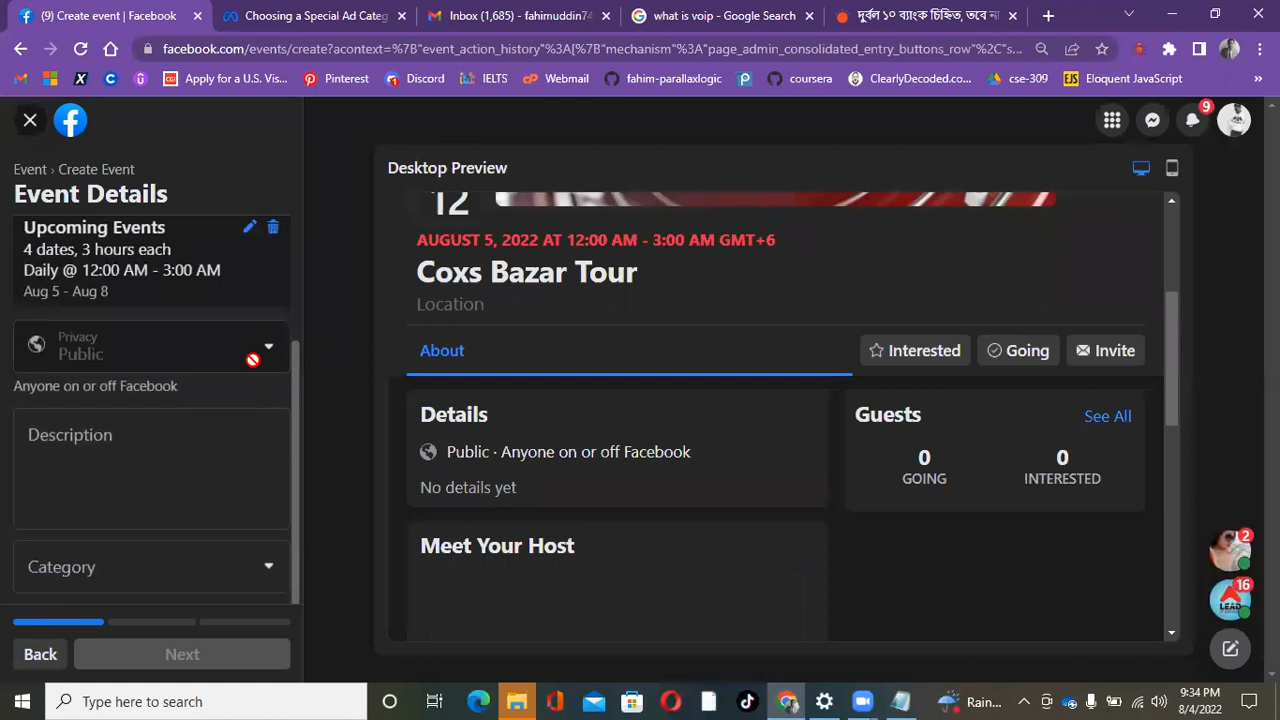 (9) Create event | Facebook
Choosing a Special Ad Categ
Inbox (1,685) - fahimuddin74
what is voip - Google Search
দুর্বল ১০ ব্যাংক চিহ্নিত, তবে না
facebook.com/events/create?acontext=%7B"event_action_history"%3A[%7B"mechanism"%3A"page_admin_consolidated_entry_buttons_row"%2C"s...
Apply for a U.S. Vis...
Pinterest
Discord
IELTS
Webmail
fahim-parallaxlogic
coursera
ClearlyDecoded.co...
cse-309
EJS
Eloquent JavaScript
»
9
Event › Create Event
Event Details
Upcoming Events
4 dates, 3 hours each
Daily @ 12:00 AM - 3:00 AM
Aug 5 - Aug 8
Privacy
Public
Anyone on or off Facebook
Description
Category
Back
Next
Desktop Preview
12
AUGUST 5, 2022 AT 12:00 AM - 3:00 AM GMT+6
Coxs Bazar Tour
Location
About
Interested
Going
Invite
Details
Public · Anyone on or off Facebook
No details yet
Guests
See All
0
GOING
0
INTERESTED
Meet Your Host
2
16
LEAD
Type here to search
Rain...
9:34 PM
8/4/2022